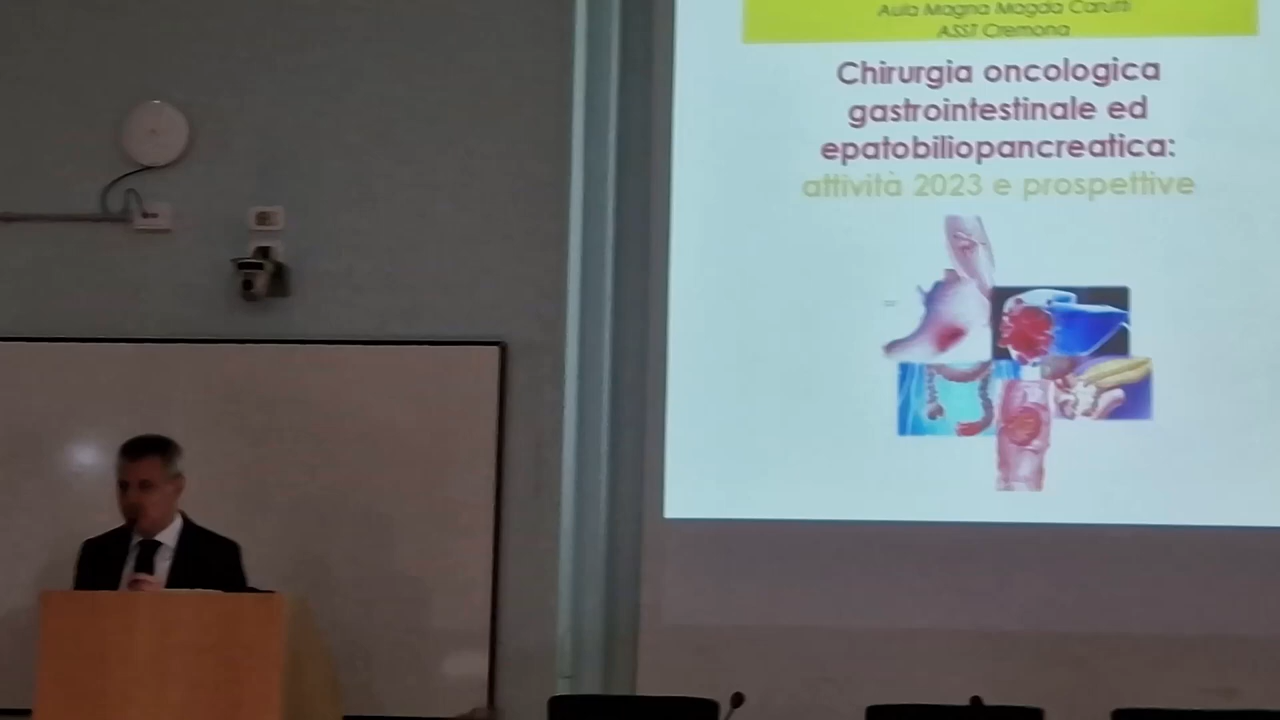 Aula Magna Magda Carutti
ASST Cremona
Chirurgia oncologica
gastrointestinale ed
epatobiliopancreatica:
attività 2023 e prospettive